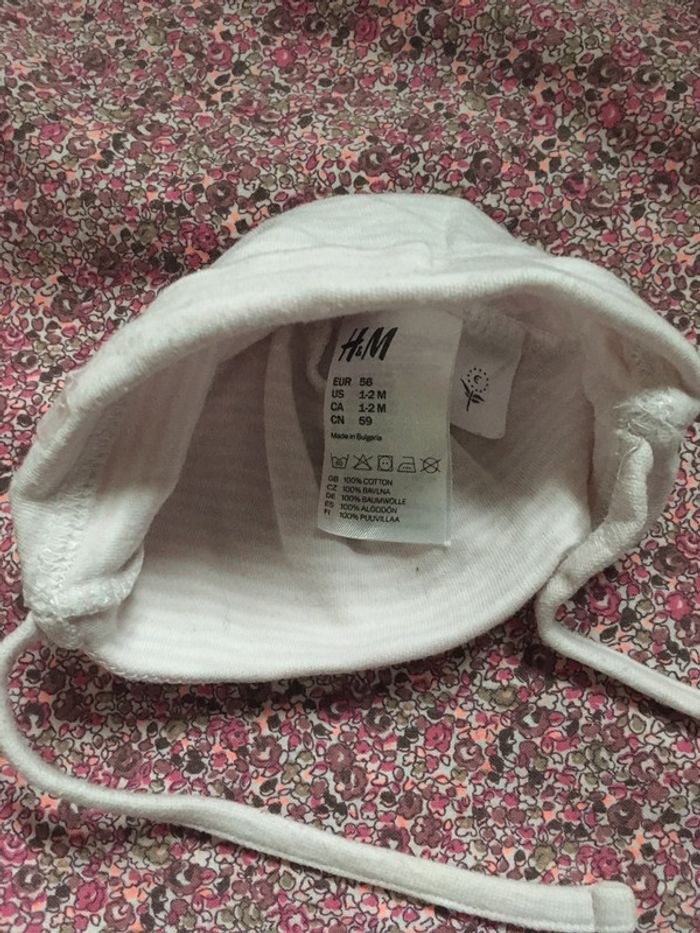 H&M
EUR 56
US 1-2 M
CA 1-2 M
CN 59
Made in Bulgaria
GB 100% COTTON
CZ 100% BAVLNA
DE 100% BAUMWOLLE
ES 100% ALGODÓN
FI 100% PUUVILLAA